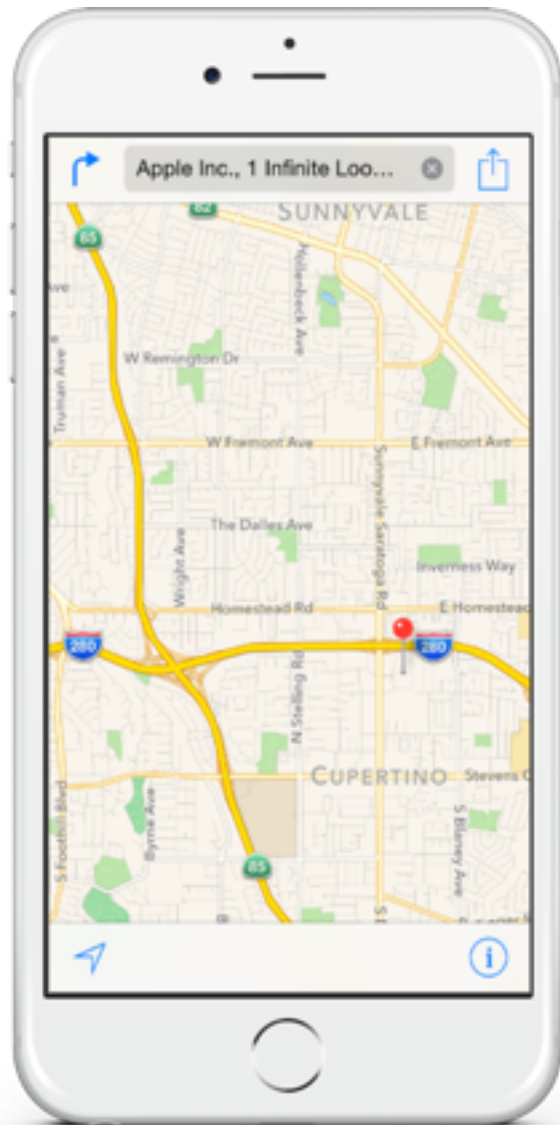 Apple Inc., 1 Infinite Loo...
82
SUNNYVALE
85
Hollenbeck Ave
Ave
W Remington Dr
Truman Ave
W Fremont Ave
E Fremont Ave
Sunnyvale Saratoga Rd
The Dalles Ave
Wright Ave
Inverness Way
Homestead Rd
E Homestead
280
280
N Stelling Rd
CUPERTINO
Stevens C
S Foothill Blvd
Byrne Ave
S Blaney Ave
85